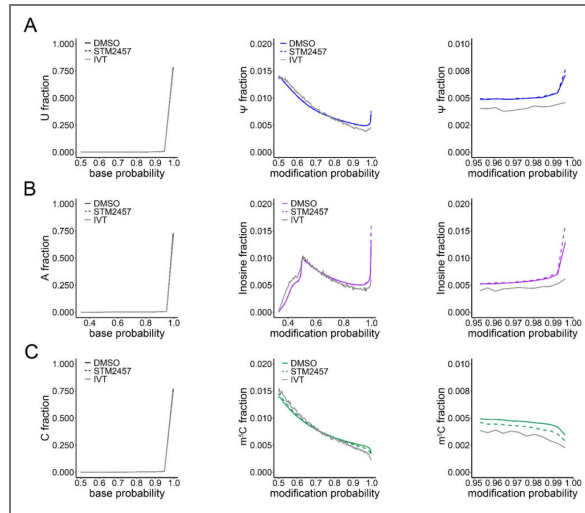 A
U fraction
1.000
0.750
0.500
0.250
0.000
DMSO
STM2457
IVT
0.5 0.6 0.7 0.8 0.9 1.0
base probability
Ψ fraction
0.020
0.015
0.010
0.005
0.000
DMSO
STM2457
IVT
0.5 0.6 0.7 0.8 0.9 1.0
modification probability
Ψ fraction
0.010
0.008
0.005
0.002
0.000
0.95 0.96 0.97 0.98 0.99 1.00
modification probability
B
A fraction
1.000
0.750
0.500
0.250
0.000
DMSO
STM2457
IVT
0.4 0.6 0.8 1.0
base probability
Inosine fraction
0.020
0.015
0.010
0.005
0.000
DMSO
STM2457
IVT
0.4 0.6 0.8 1.0
modification probability
Inosine fraction
0.020
0.015
0.010
0.005
0.000
0.95 0.96 0.97 0.98 0.99 1.00
modification probability
C
C fraction
1.000
0.750
0.500
0.250
0.000
DMSO
STM2457
IVT
0.5 0.6 0.7 0.8 0.9 1.0
base probability
m⁵C fraction
0.020
0.015
0.010
0.005
0.000
DMSO
STM2457
IVT
0.5 0.6 0.7 0.8 0.9 1.0
modification probability
m⁵C fraction
0.010
0.008
0.005
0.002
0.000
0.95 0.96 0.97 0.98 0.99 1.00
modification probability